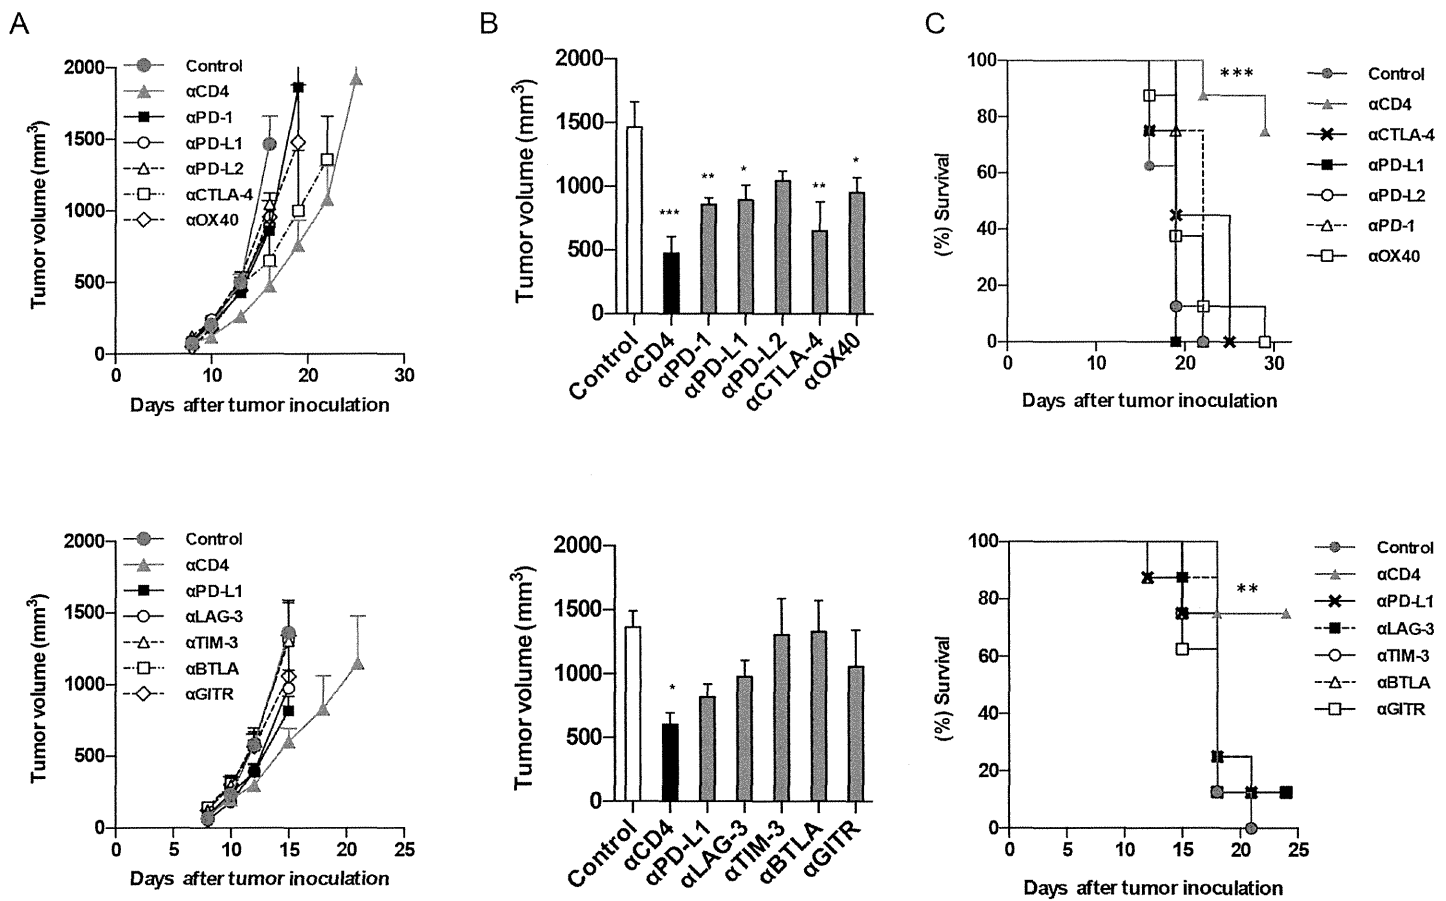 A
B
C
Tumor volume (mm³)
2000
1500
1000
500
0
0
10
20
30
Days after tumor inoculation
Control
αCD4
αPD-1
αPD-L1
αPD-L2
αCTLA-4
αOX40
Tumor volume (mm³)
2000
1500
1000
500
0
***
**
*
**
*
Control
αCD4
αPD-1
αPD-L1
αPD-L2
αCTLA-4
αOX40
(%) Survival
100
80
60
40
20
0
0
10
20
30
Days after tumor inoculation
***
Control
αCD4
αCTLA-4
αPD-L1
αPD-L2
αPD-1
αOX40
Tumor volume (mm³)
2000
1500
1000
500
0
0
5
10
15
20
25
Days after tumor inoculation
Control
αCD4
αPD-L1
αLAG-3
αTIM-3
αBTLA
αGITR
Tumor volume (mm³)
2000
1500
1000
500
0
*
Control
αCD4
αPD-L1
αLAG-3
αTIM-3
αBTLA
αGITR
(%) Survival
100
80
60
40
20
0
0
10
15
20
25
Days after tumor inoculation
**
Control
αCD4
αPD-L1
αLAG-3
αTIM-3
αBTLA
αGITR